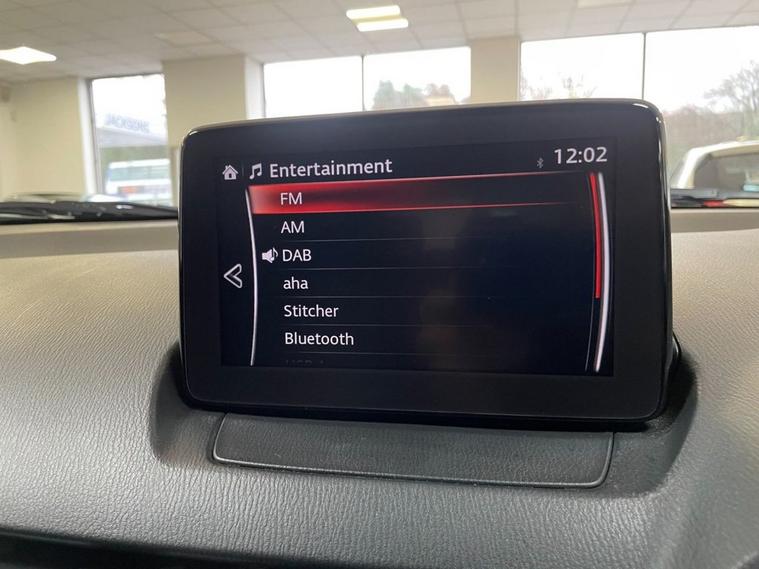 Entertainment
12:02
FM
AM
DAB
aha
Stitcher
Bluetooth